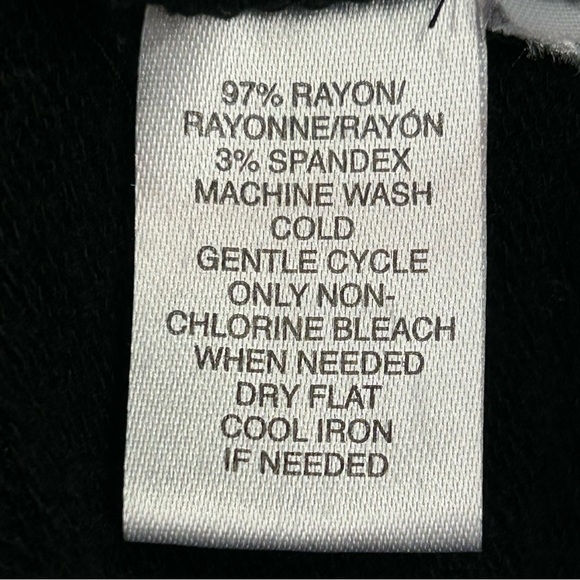 97% RAYON/
RAYONNE/RAYÓN
3% SPANDEX
MACHINE WASH
COLD
GENTLE CYCLE
ONLY NON-
CHLORINE BLEACH
WHEN NEEDED
DRY FLAT
COOL IRON
IF NEEDED